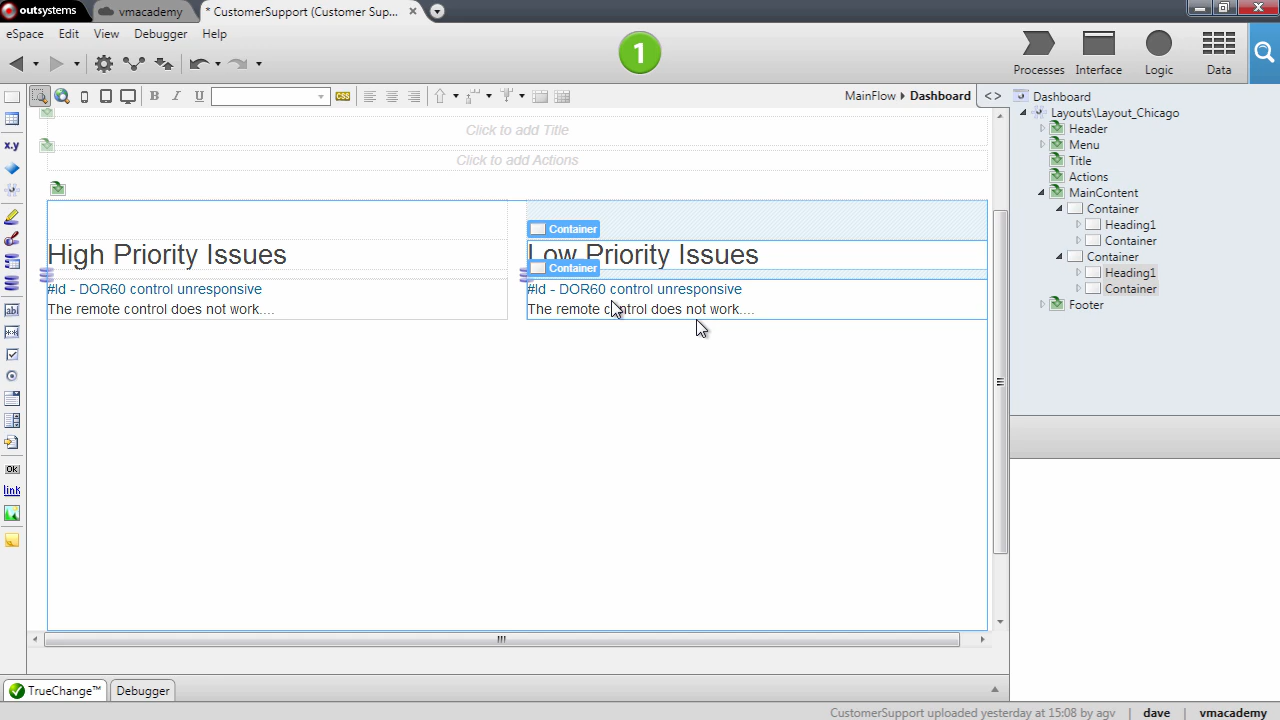 outsystems
vmacademy
* CustomerSupport (Customer Sup...
eSpace Edit View Debugger Help
1
Processes Interface Logic Data
B I U
CSS
MainFlow Dashboard <>
x.y
OK
link
Click to add Title
Click to add Actions
Container
High Priority Issues
Low Priority Issues
Container
#Id - DOR60 control unresponsive
The remote control does not work....
#Id - DOR60 control unresponsive
The remote control does not work....
Dashboard
Layouts\Layout_Chicago
Header
Menu
Title
Actions
MainContent
Container
Heading1
Container
Container
Heading1
Container
Footer
TrueChange™ Debugger
CustomerSupport uploaded yesterday at 15:08 by agv dave vmacademy